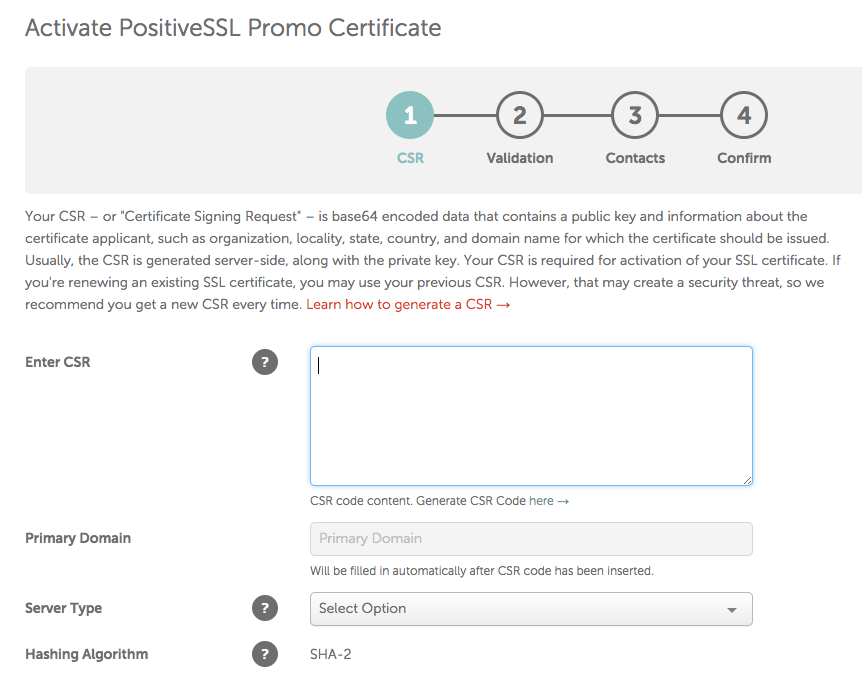 Activate PositiveSSL Promo Certificate
1 2 3 4
CSR Validation Contacts Confirm
Your CSR – or "Certificate Signing Request" – is base64 encoded data that contains a public key and information about the
certificate applicant, such as organization, locality, state, country, and domain name for which the certificate should be issued.
Usually, the CSR is generated server-side, along with the private key. Your CSR is required for activation of your SSL certificate. If
you're renewing an existing SSL certificate, you may use your previous CSR. However, that may create a security threat, so we
recommend you get a new CSR every time. Learn how to generate a CSR →
Enter CSR ?
CSR code content. Generate CSR Code here →
Primary Domain Primary Domain
Will be filled in automatically after CSR code has been inserted.
Server Type ? Select Option
Hashing Algorithm ? SHA-2